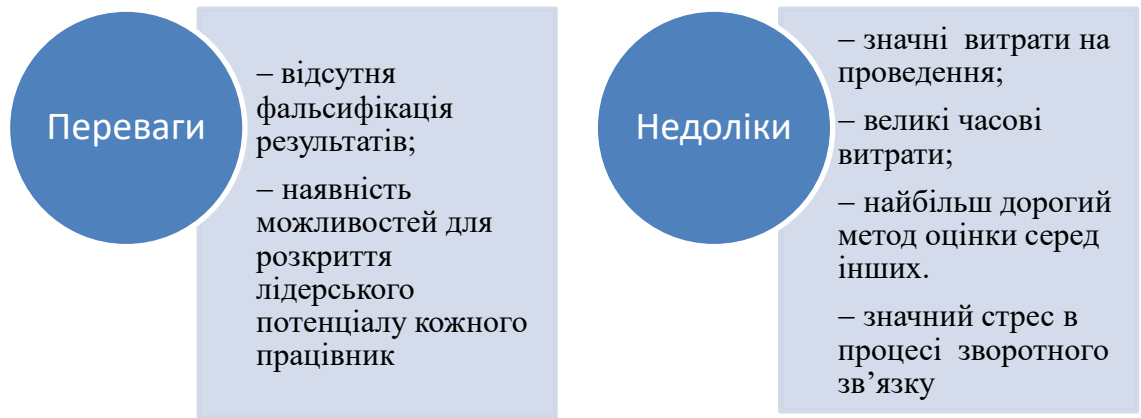 Переваги
– відсутня
фальсифікація
результатів;
– наявність
можливостей для
розкриття
лідерського
потенціалу кожного
працівник
Недоліки
– значні витрати на
проведення;
– великі часові
витрати;
– найбільш дорогий
метод оцінки серед
інших.
– значний стрес в
процесі зворотного
зв’язку